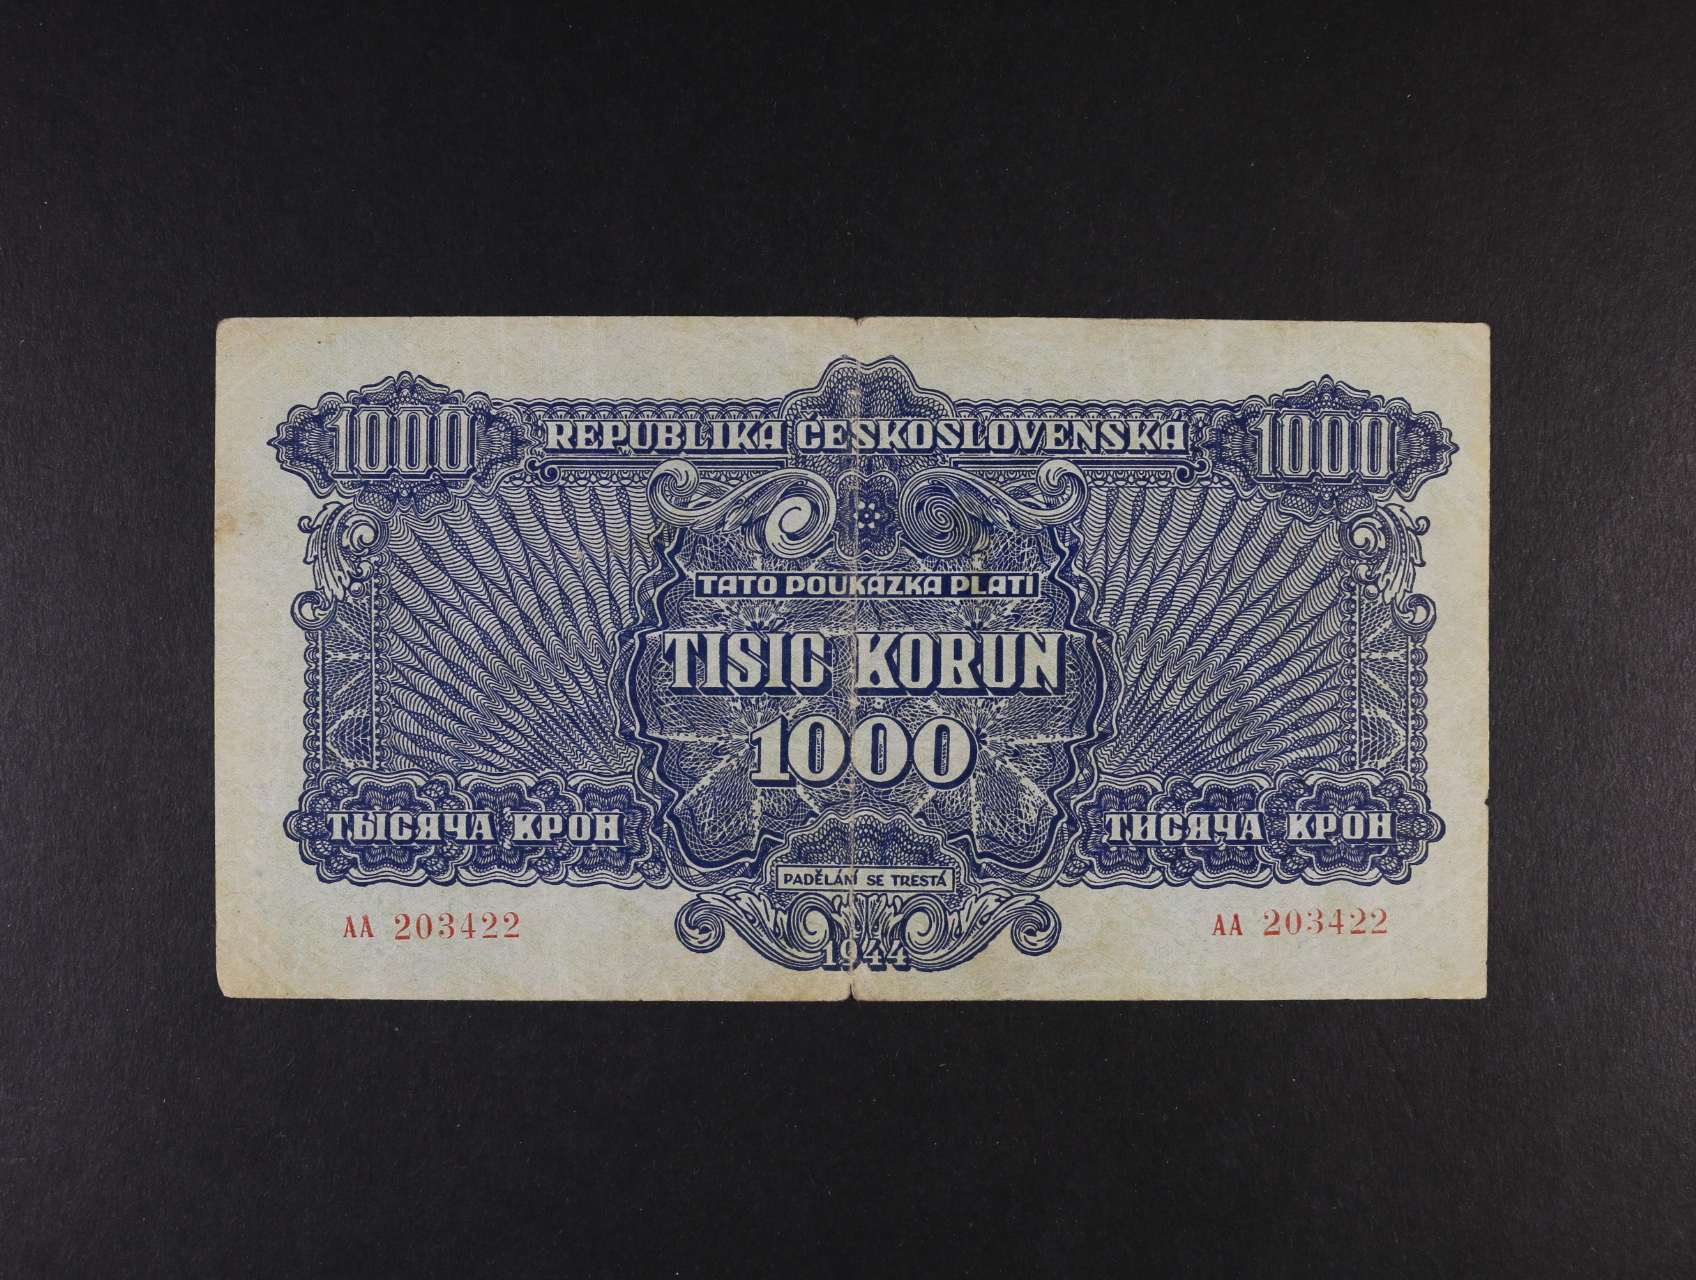 1000 REPUBLIKA ČESKOSLOVENSKÁ 1000
TATO POUKÁZKA PLATÍ
TISÍC KORUN
1000
ТЫСЯЧА КРОН
ТИСЯЧА КРОН
PADĚLÁNÍ SE TRESTÁ
AA 203422
AA 203422
1944